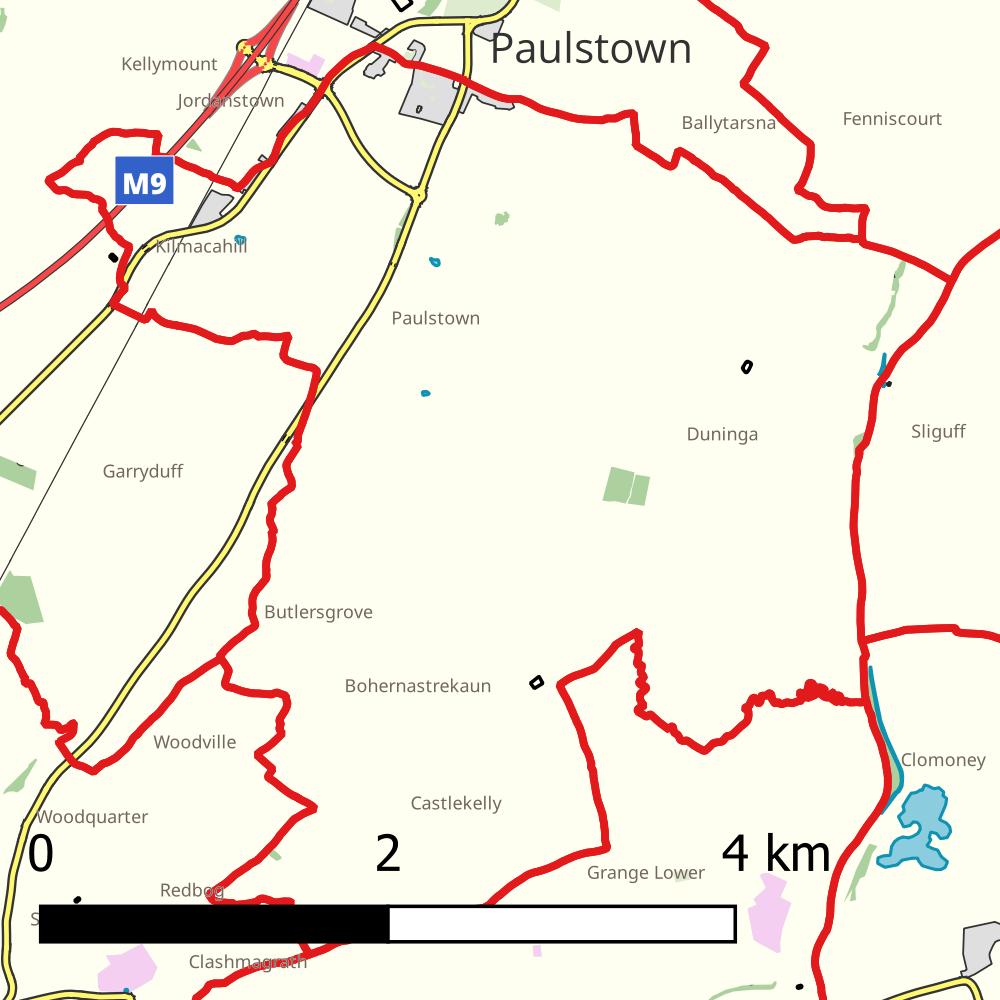 Paulstown
Kellymount
Jordanstown
Fenniscourt
Ballytarsna
M9
Kilmacahill
Paulstown
Duninga
Sliguff
Garryduff
Butlersgrove
Bohernastrekaun
Woodville
Clomoney
Castlekelly
Woodquarter
0 2 4 km
Grange Lower
Redbog
Clashmagrath